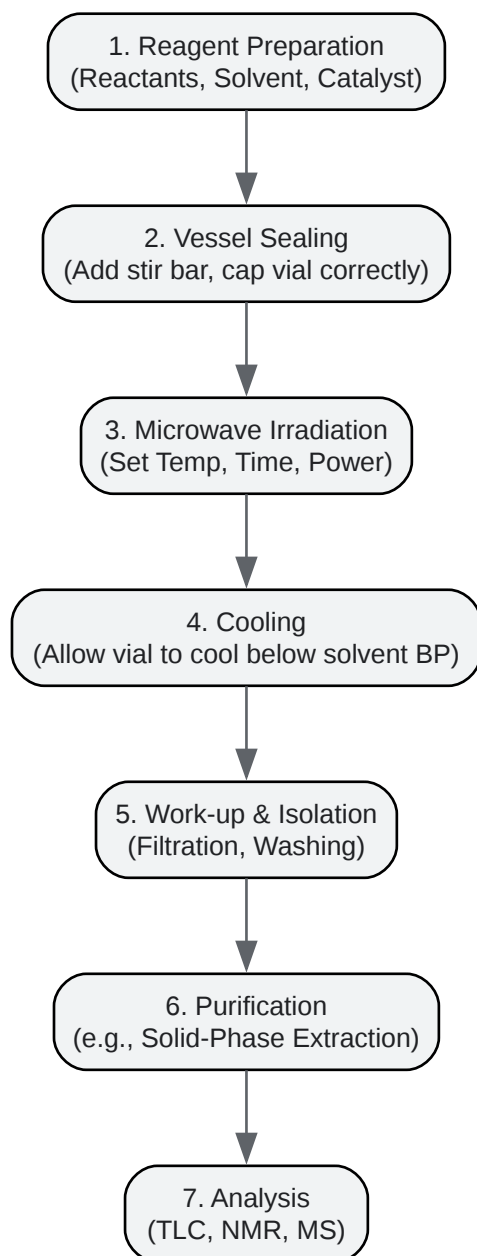 1. Reagent Preparation
(Reactants, Solvent, Catalyst)
2. Vessel Sealing
(Add stir bar, cap vial correctly)
3. Microwave Irradiation
(Set Temp, Time, Power)
4. Cooling
(Allow vial to cool below solvent BP)
5. Work-up & Isolation
(Filtration, Washing)
6. Purification
(e.g., Solid-Phase Extraction)
7. Analysis
(TLC, NMR, MS)